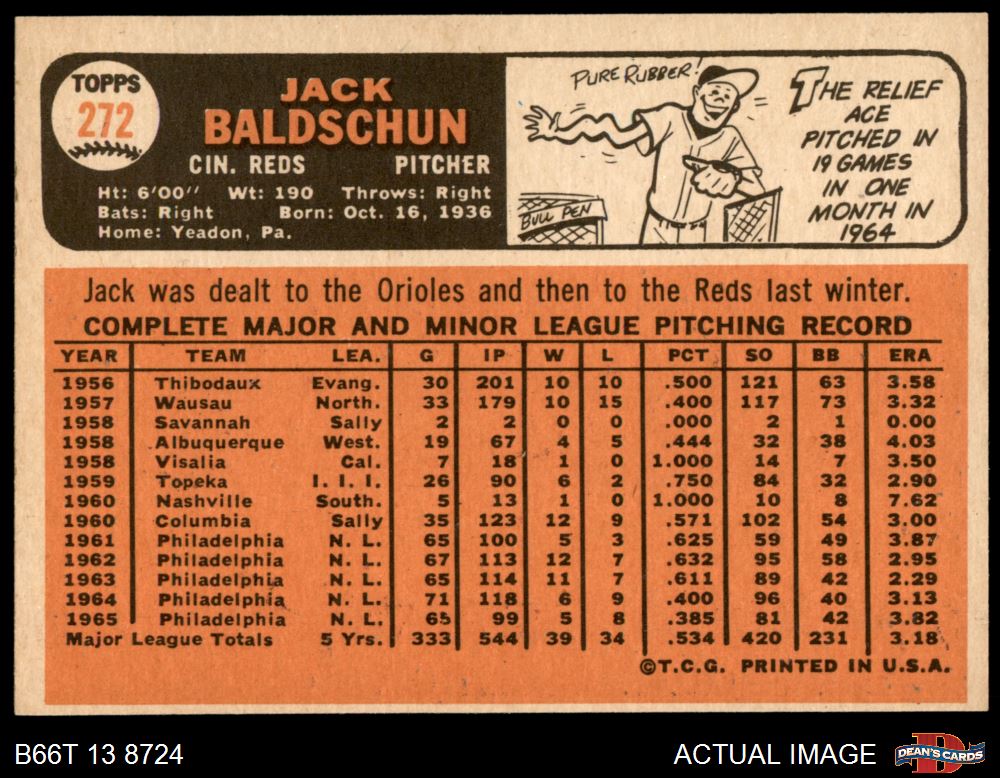 TOPPS
272
JACK
BALDSCHUN
CIN. REDS PITCHER
Ht: 6'00" Wt: 190 Throws: Right
Bats: Right Born: Oct. 16, 1936
Home: Yeadon, Pa.
PURE RUBBER!
BULL PEN
THE RELIEF
ACE
PITCHED IN
19 GAMES
IN ONE
MONTH IN
1964
Jack was dealt to the Orioles and then to the Reds last winter.
COMPLETE MAJOR AND MINOR LEAGUE PITCHING RECORD
YEAR TEAM LEA. G IP W L PCT SO BB ERA
1956 Thibodaux Evang. 30 201 10 10 .500 121 63 3.58
1957 Wausau North. 33 179 10 15 .400 117 73 3.32
1958 Savannah Sally 2 2 0 0 .000 2 1 0.00
1958 Albuquerque West. 19 67 4 5 .444 32 38 4.03
1958 Visalia Cal. 7 18 1 0 1.000 14 7 3.50
1959 Topeka I. I. I. 26 90 6 2 .750 84 32 2.90
1960 Nashville South. 5 13 1 0 1.000 10 8 7.62
1960 Columbia Sally 35 123 12 9 .571 102 54 3.00
1961 Philadelphia N. L. 65 100 5 3 .625 59 49 3.87
1962 Philadelphia N. L. 67 113 12 7 .632 95 58 2.95
1963 Philadelphia N. L. 65 114 11 7 .611 89 42 2.29
1964 Philadelphia N. L. 71 118 6 9 .400 96 40 3.13
1965 Philadelphia N. L. 65 99 5 8 .385 81 42 3.82
Major League Totals 5 Yrs. 333 544 39 34 .534 420 231 3.18
©T.C.G. PRINTED IN U.S.A.
B66T 13 8724 ACTUAL IMAGE DEAN'S CARDS